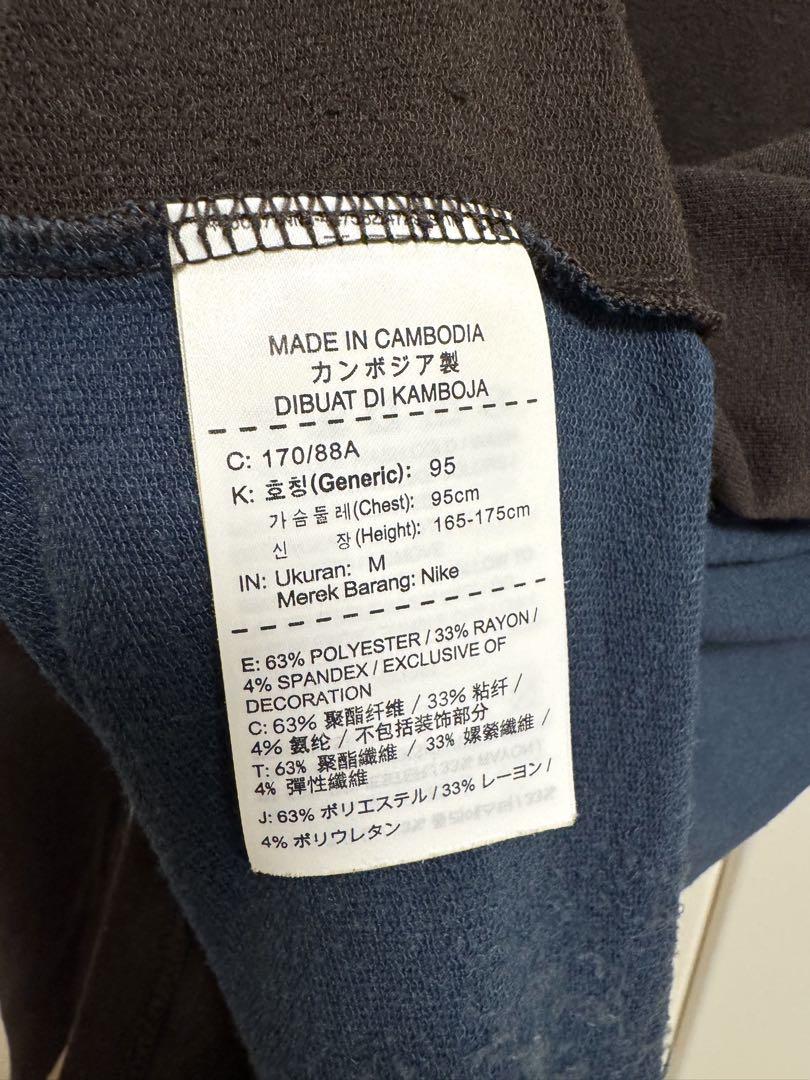 MADE IN CAMBODIA
カンボジア製
DIBUAT DI KAMBOJA
C: 170/88A
K: 호칭(Generic): 95
가슴둘레(Chest): 95cm
신 장(Height): 165-175cm
IN: Ukuran: M
Merek Barang: Nike
E: 63% POLYESTER / 33% RAYON /
4% SPANDEX / EXCLUSIVE OF
DECORATION
C: 63% 聚酯纤维 / 33% 粘纤 /
4% 氨纶 / 不包括装饰部分
T: 63% 聚酯纖維 / 33% 嫘縈纖維 /
4% 彈性纖維
J: 63% ポリエステル / 33% レーヨン /
4% ポリウレタン